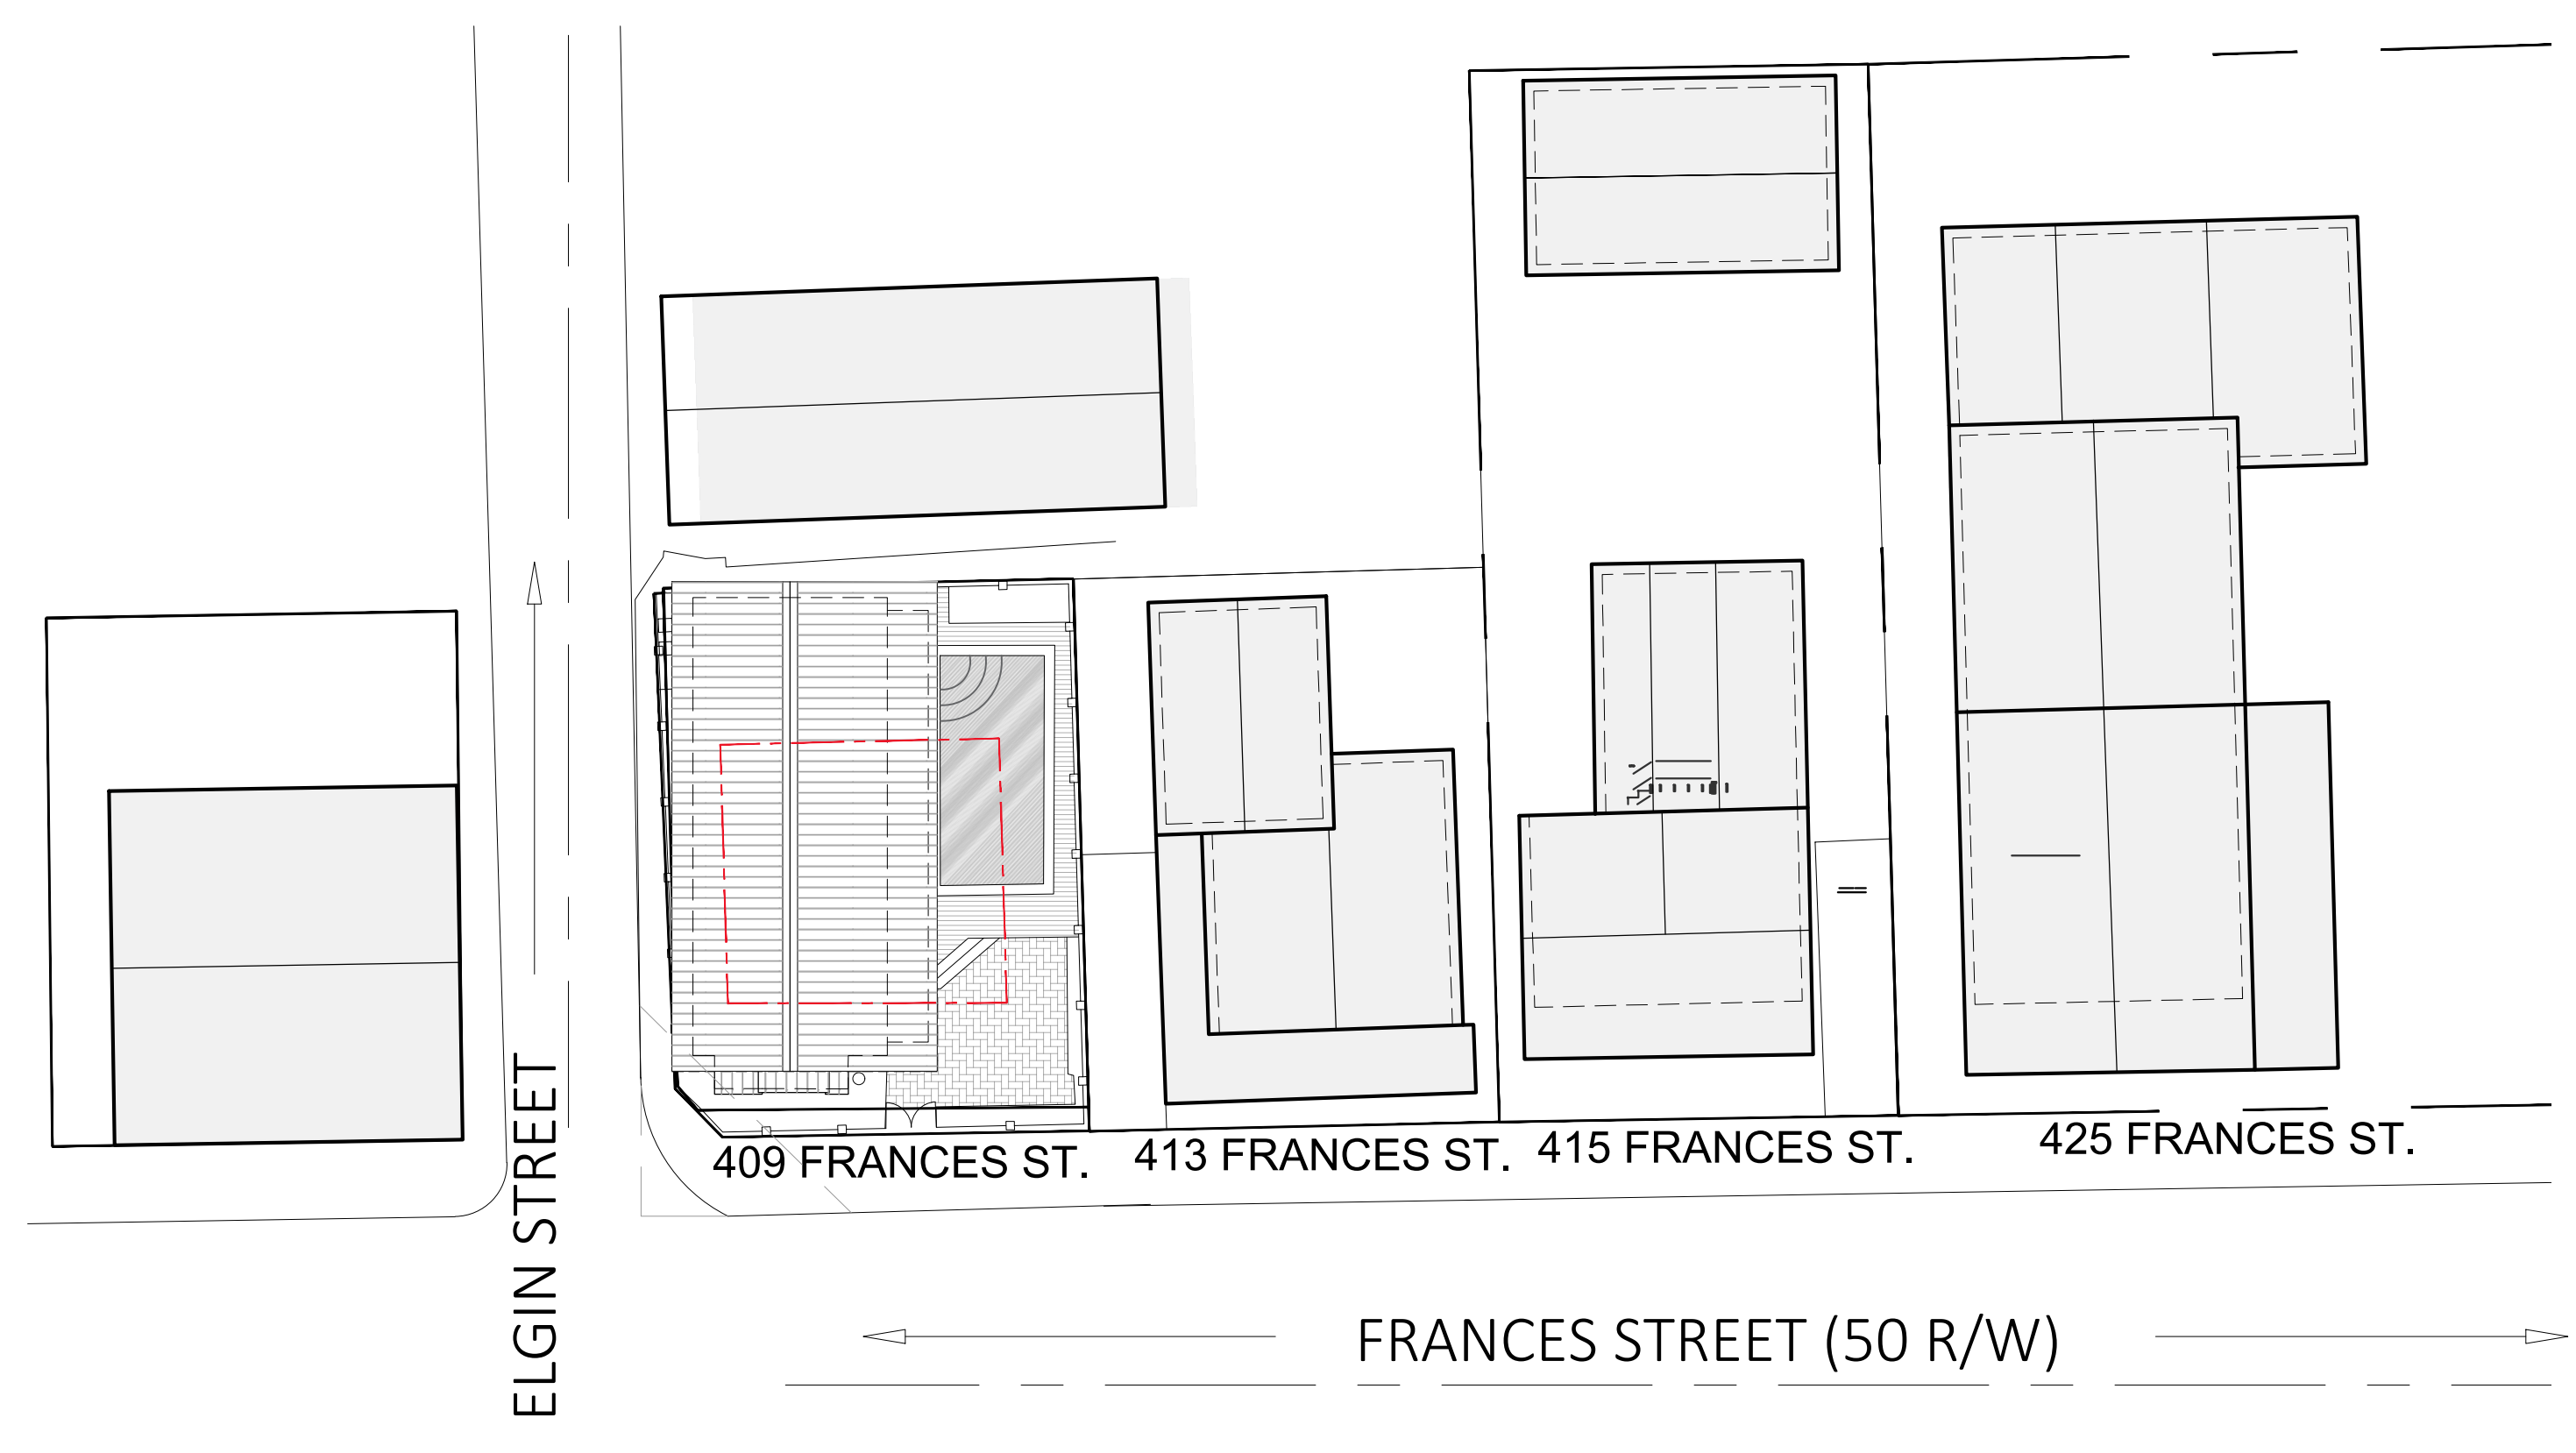 409 FRANCES ST.
413 FRANCES ST.
415 FRANCES ST.
425 FRANCES ST.
ELGIN STREET
FRANCES STREET (50 R/W)